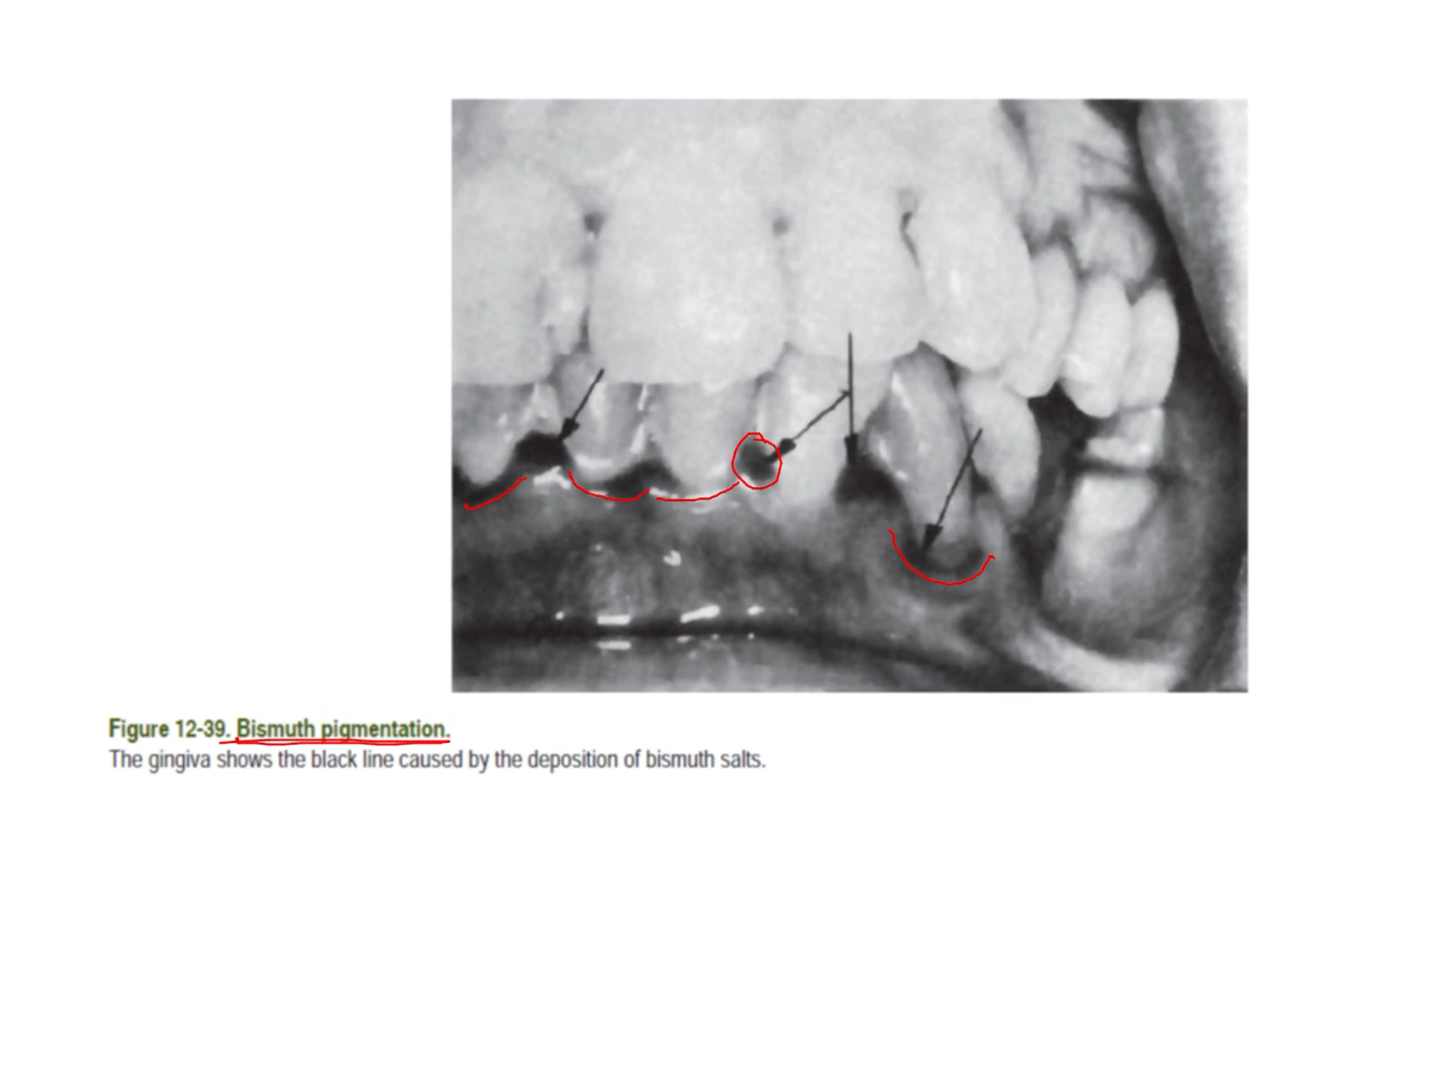 Figure 12-39. Bismuth pigmentation.
The gingiva shows the black line caused by the deposition of bismuth salts.